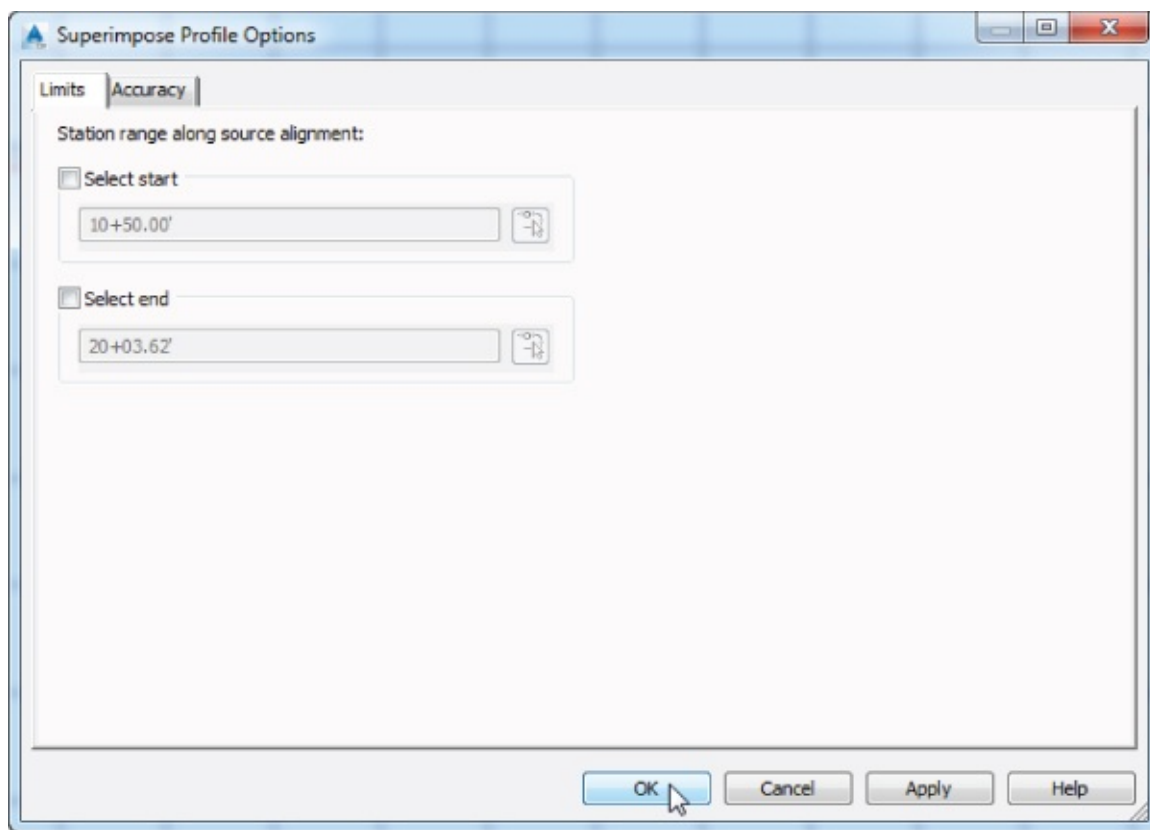 Superimpose Profile Options
Limits Accuracy
Station range along source alignment:
Select start
10+50.00'
Select end
20+03.62'
OK Cancel Apply Help